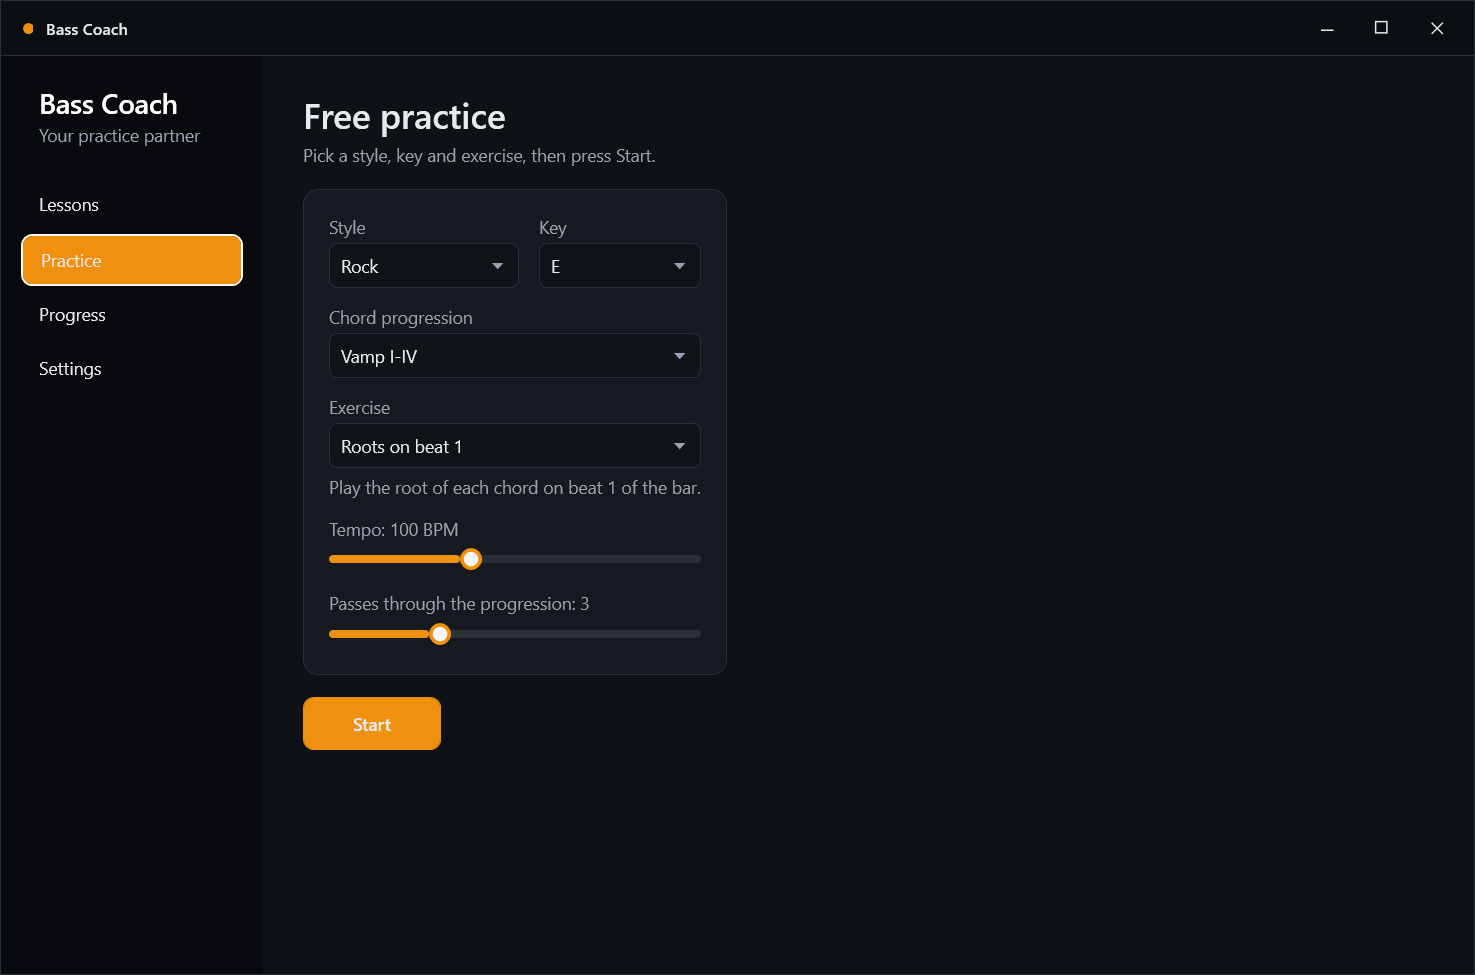 Bass Coach
Bass Coach
Your practice partner
Lessons
Practice
Progress
Settings
Free practice
Pick a style, key and exercise, then press Start.
Style
Key
Rock
E
Chord progression
Vamp I-IV
Exercise
Roots on beat 1
Play the root of each chord on beat 1 of the bar.
Tempo: 100 BPM
Passes through the progression: 3
Start